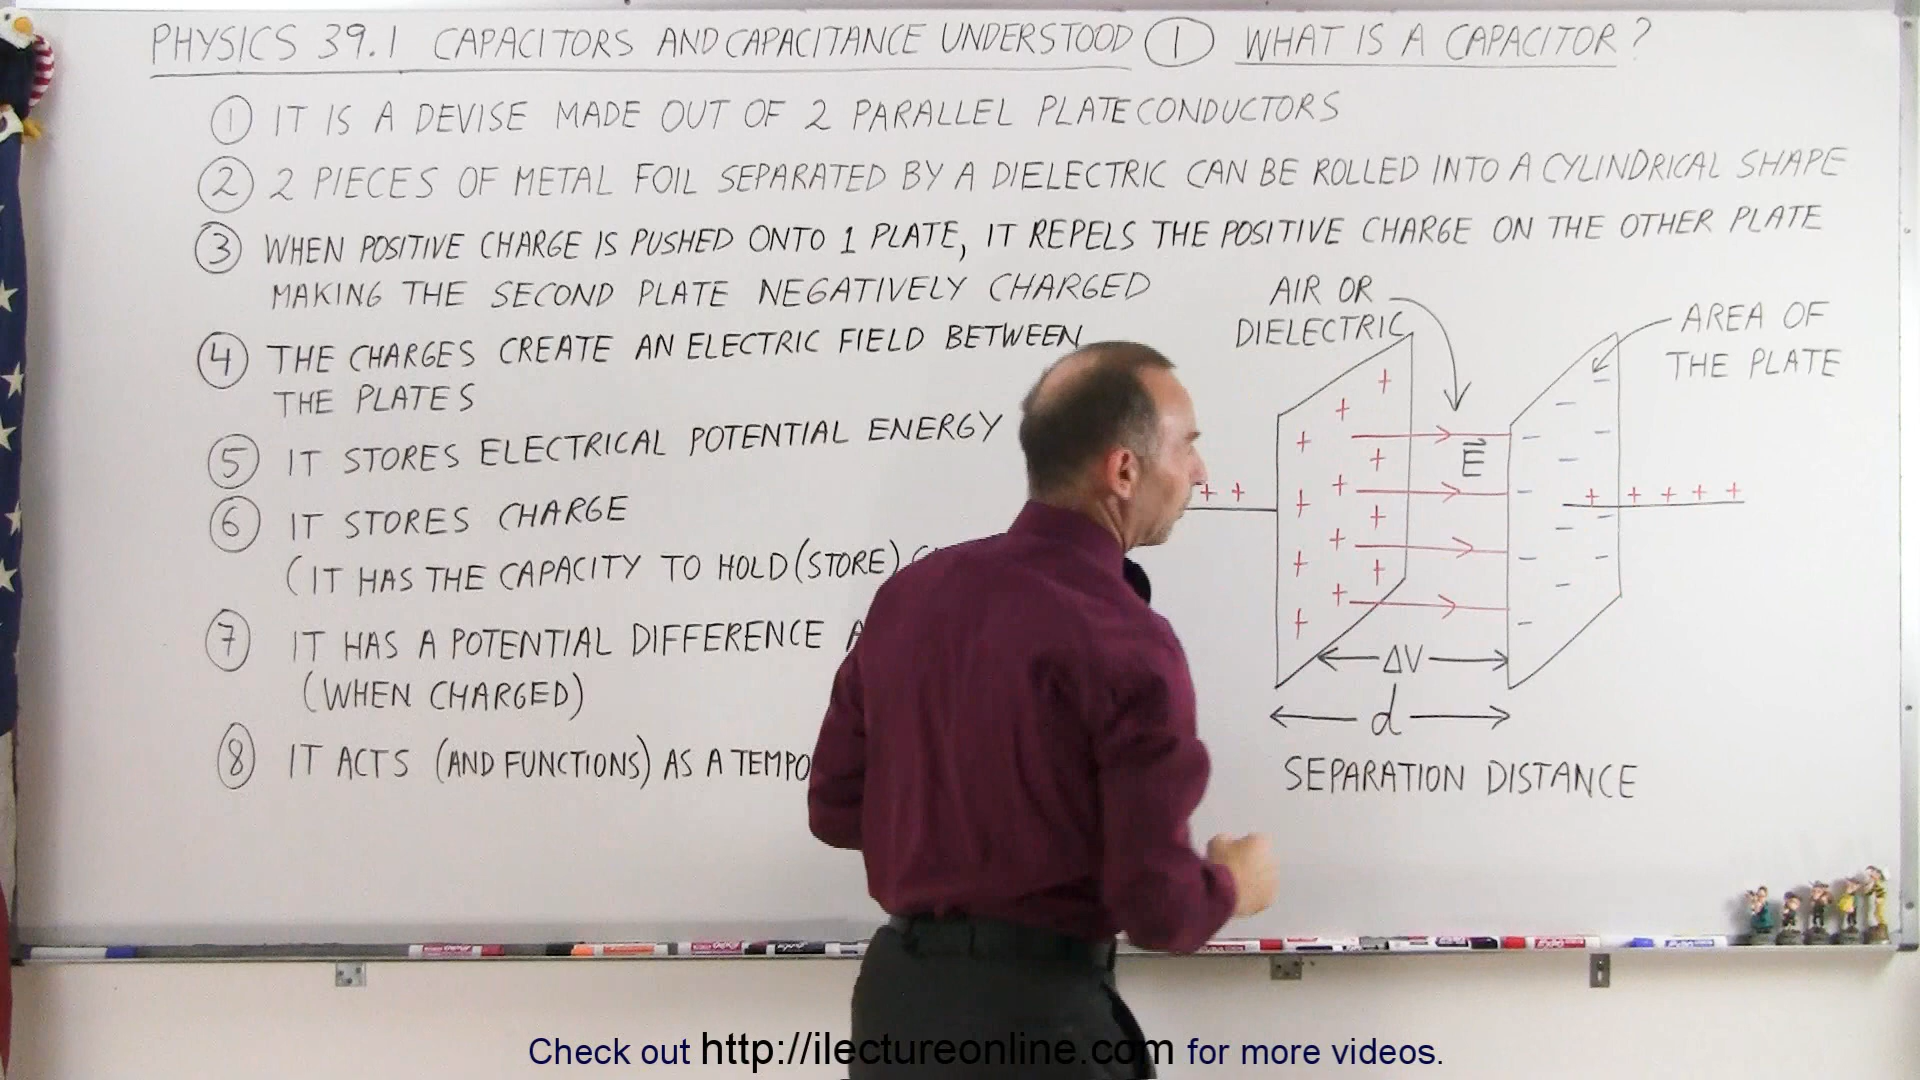 PHYSICS 39.1 CAPACITORS AND CAPACITANCE UNDERSTOOD ① WHAT IS A CAPACITOR?
① IT IS A DEVISE MADE OUT OF 2 PARALLEL PLATE CONDUCTORS
② 2 PIECES OF METAL FOIL SEPARATED BY A DIELECTRIC CAN BE ROLLED INTO A CYLINDRICAL SHAPE
③ WHEN POSITIVE CHARGE IS PUSHED ONTO 1 PLATE, IT REPELS THE POSITIVE CHARGE ON THE OTHER PLATE
MAKING THE SECOND PLATE NEGATIVELY CHARGED
④ THE CHARGES CREATE AN ELECTRIC FIELD BETWEEN
THE PLATES
⑤ IT STORES ELECTRICAL POTENTIAL ENERGY
⑥ IT STORES CHARGE
(IT HAS THE CAPACITY TO HOLD (STORE)
⑦ IT HAS A POTENTIAL DIFFERENCE
(WHEN CHARGED)
⑧ IT ACTS (AND FUNCTIONS) AS A TEMPO
AIR OR
DIELECTRIC
AREA OF
THE PLATE
E
+ + + + + + +
ΔV
d
SEPARATION DISTANCE
Check out http://ilectureonline.com for more videos.